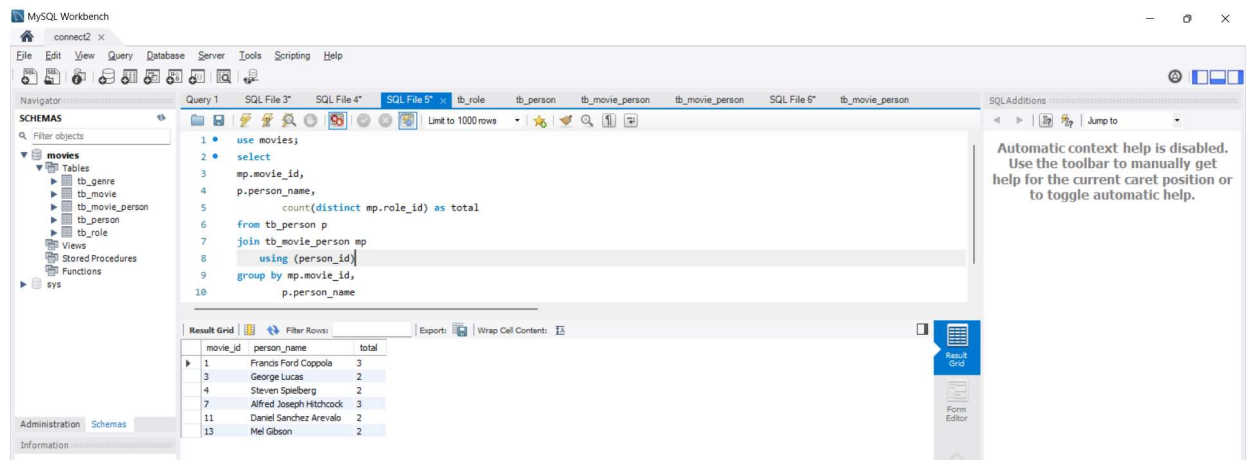 MySQL Workbench
connect2 ×
File Edit View Query Database Server Tools Scripting Help
Navigator
Query 1 SQL File 3* SQL File 4* SQL File 5* × tb_role tb_person tb_movie_person tb_movie_person SQL File 6* tb_movie_person
SQLAdditions
SCHEMAS
Filter objects
movies
Tables
tb_genre
tb_movie
tb_movie_person
tb_person
tb_role
Views
Stored Procedures
Functions
sys
Administration Schemas
Information
Limit to 1000 rows
1 use movies;
2 select
3 mp.movie_id,
4 p.person_name,
5 count(distinct mp.role_id) as total
6 from tb_person p
7 join tb_movie_person mp
8 using (person_id)
9 group by mp.movie_id,
10 p.person_name
Result Grid Filter Rows: Export: Wrap Cell Content:
movie_id person_name total
1 Francis Ford Coppola 3
3 George Lucas 2
4 Steven Spielberg 2
7 Alfred Joseph Hitchcock 3
11 Daniel Sanchez Arevalo 2
13 Mel Gibson 2
Result
Grid
Form
Editor
Jump to
Automatic context help is disabled.
Use the toolbar to manually get
help for the current caret position or
to toggle automatic help.